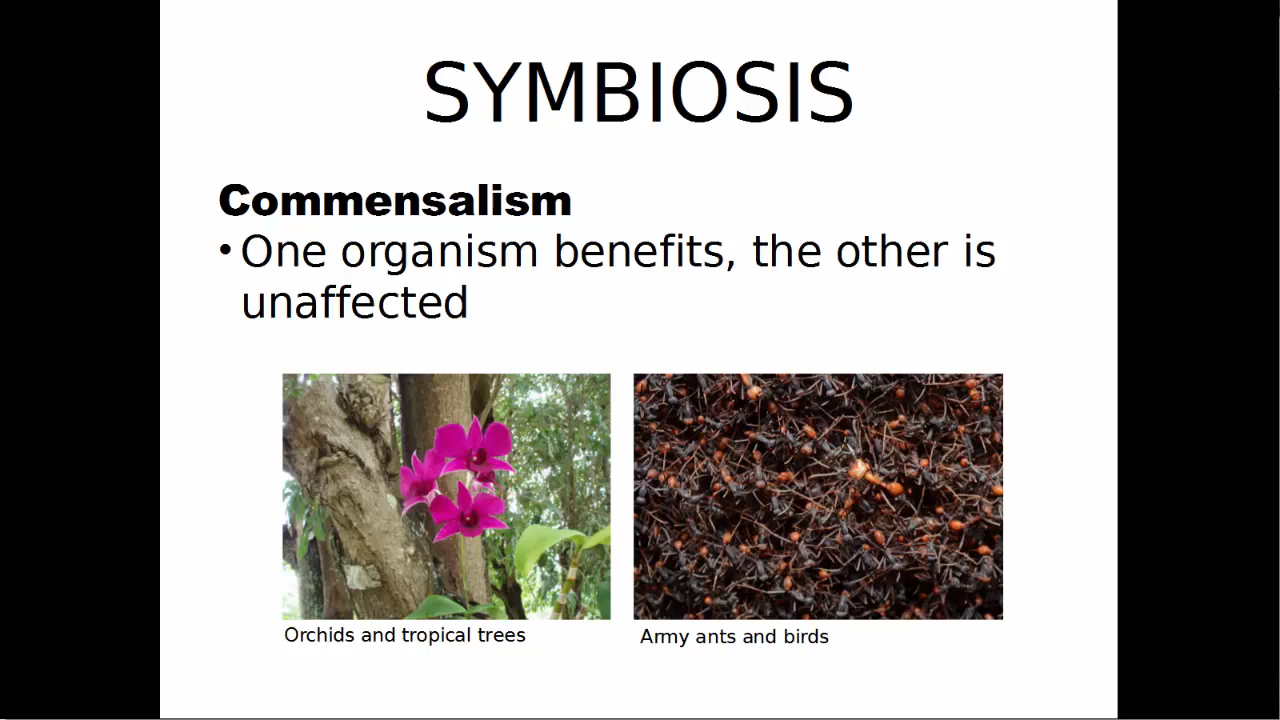 SYMBIOSIS
Commensalism
• One organism benefits, the other is
unaffected
Orchids and tropical trees
Army ants and birds